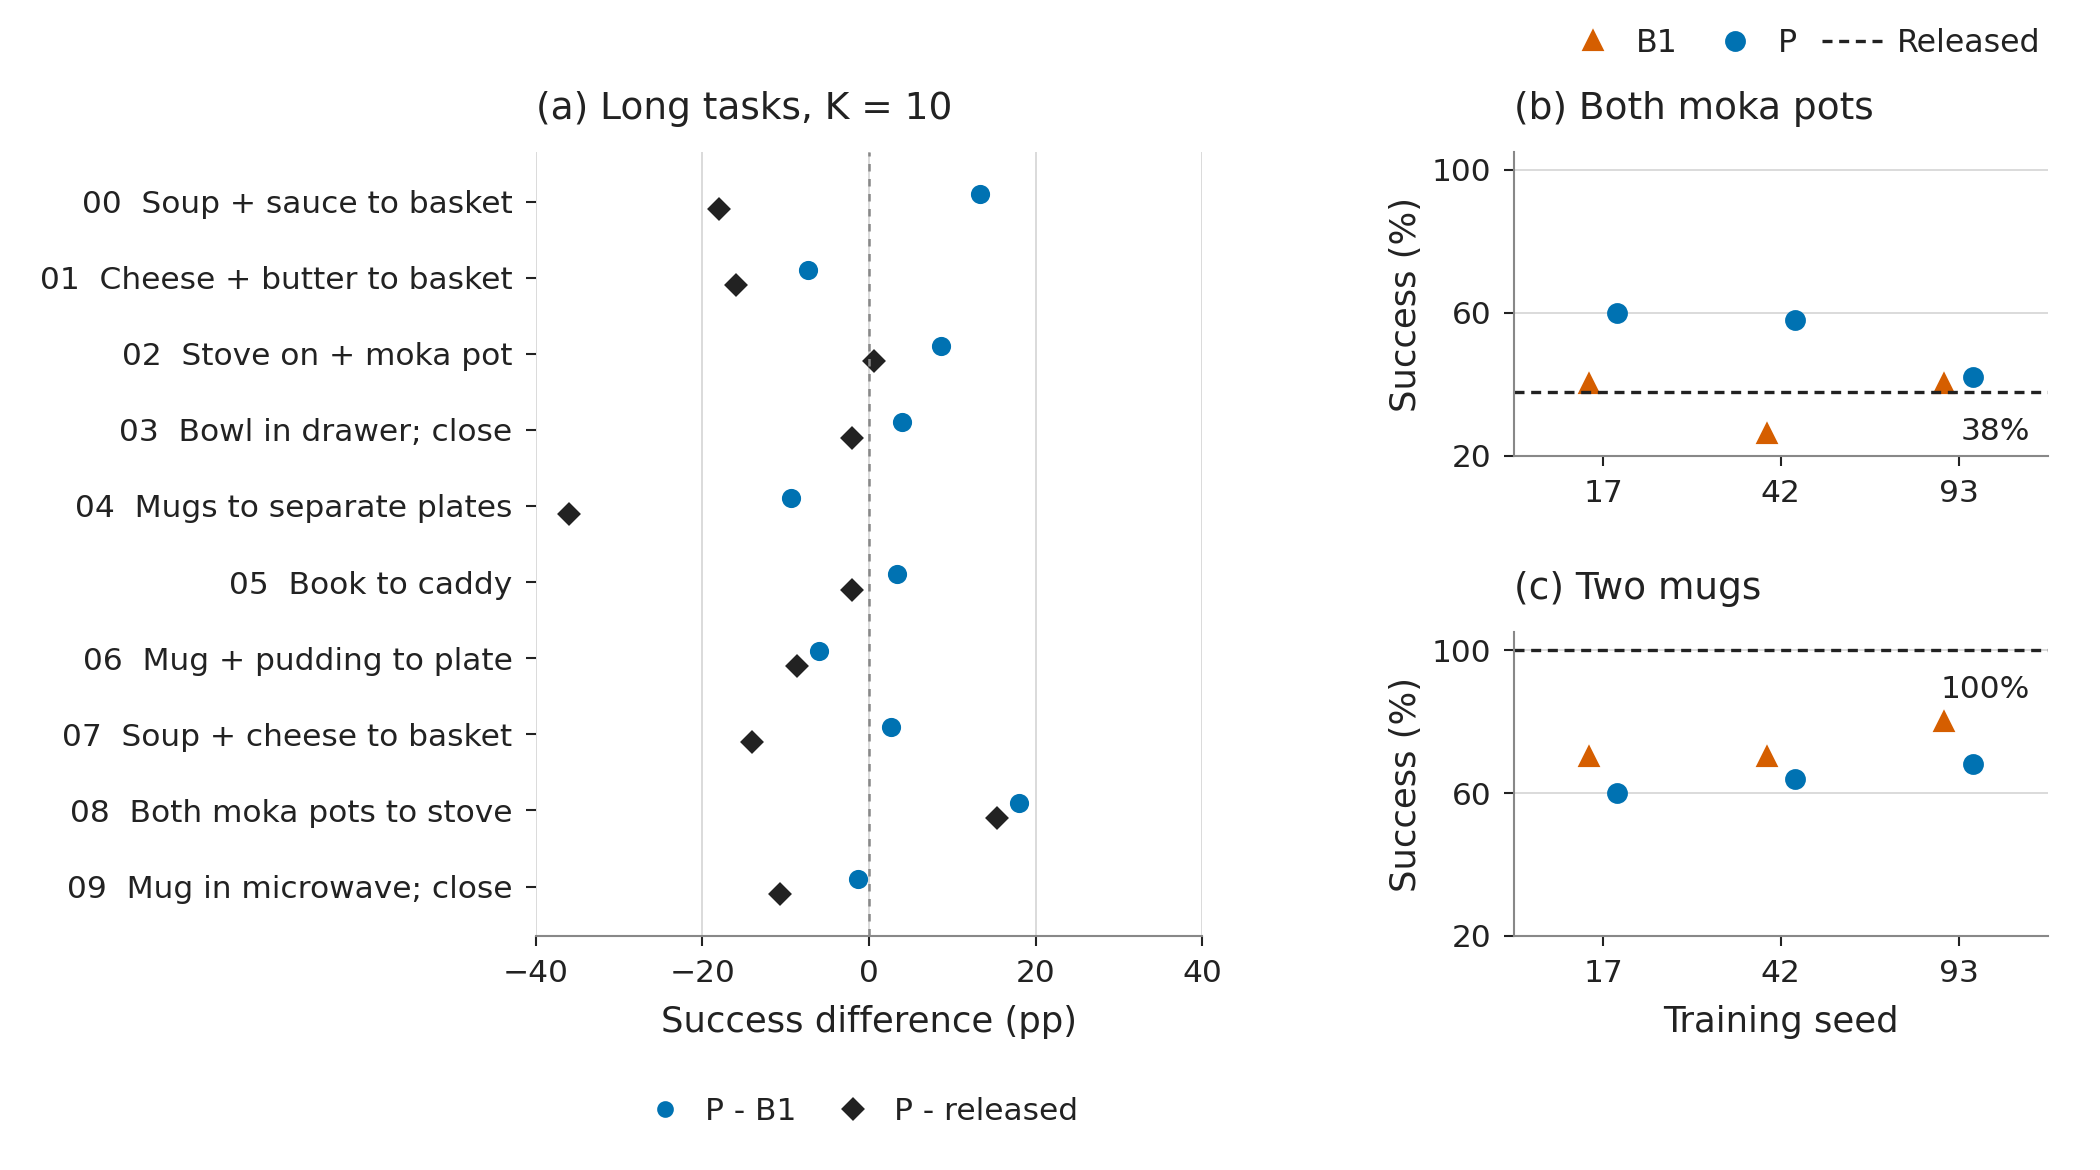 B1 P Released
(a) Long tasks, K = 10
00 Soup + sauce to basket
01 Cheese + butter to basket
02 Stove on + moka pot
03 Bowl in drawer; close
04 Mugs to separate plates
05 Book to caddy
06 Mug + pudding to plate
07 Soup + cheese to basket
08 Both moka pots to stove
09 Mug in microwave; close
−40 −20 0 20 40
Success difference (pp)
P - B1 P - released
(b) Both moka pots
Success (%)
100
60
20
38%
17 42 93
(c) Two mugs
Success (%)
100
60
20
100%
17 42 93
Training seed